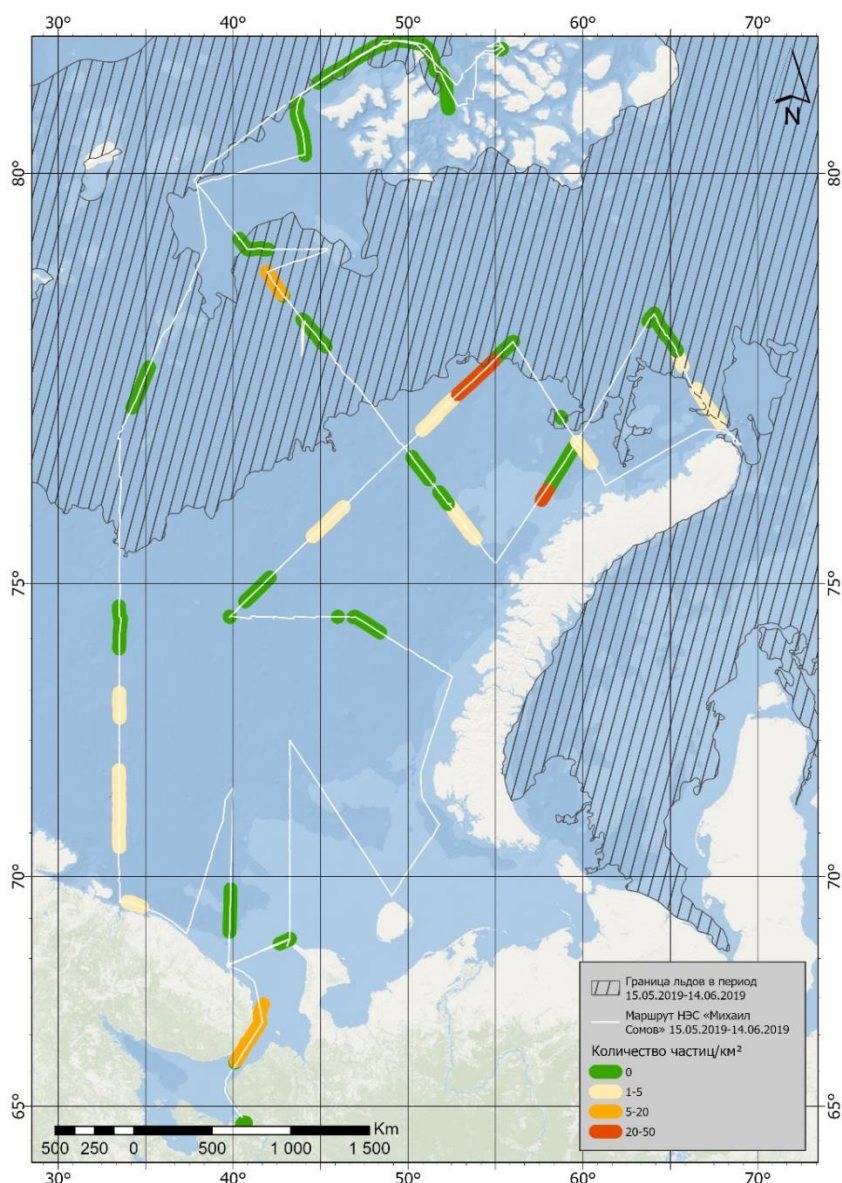 30° 40° 50° 60° 70°
80° 80°
N
75° 75°
70° 70°
65° 65°
Граница льдов в период
15.05.2019-14.06.2019
Маршрут НЭС «Михаил
Сомов» 15.05.2019-14.06.2019
Количество частиц/км²
0
1-5
5-20
20-50
Km
500 250 0 500 1 000 1 500
30° 40° 50° 60° 70°